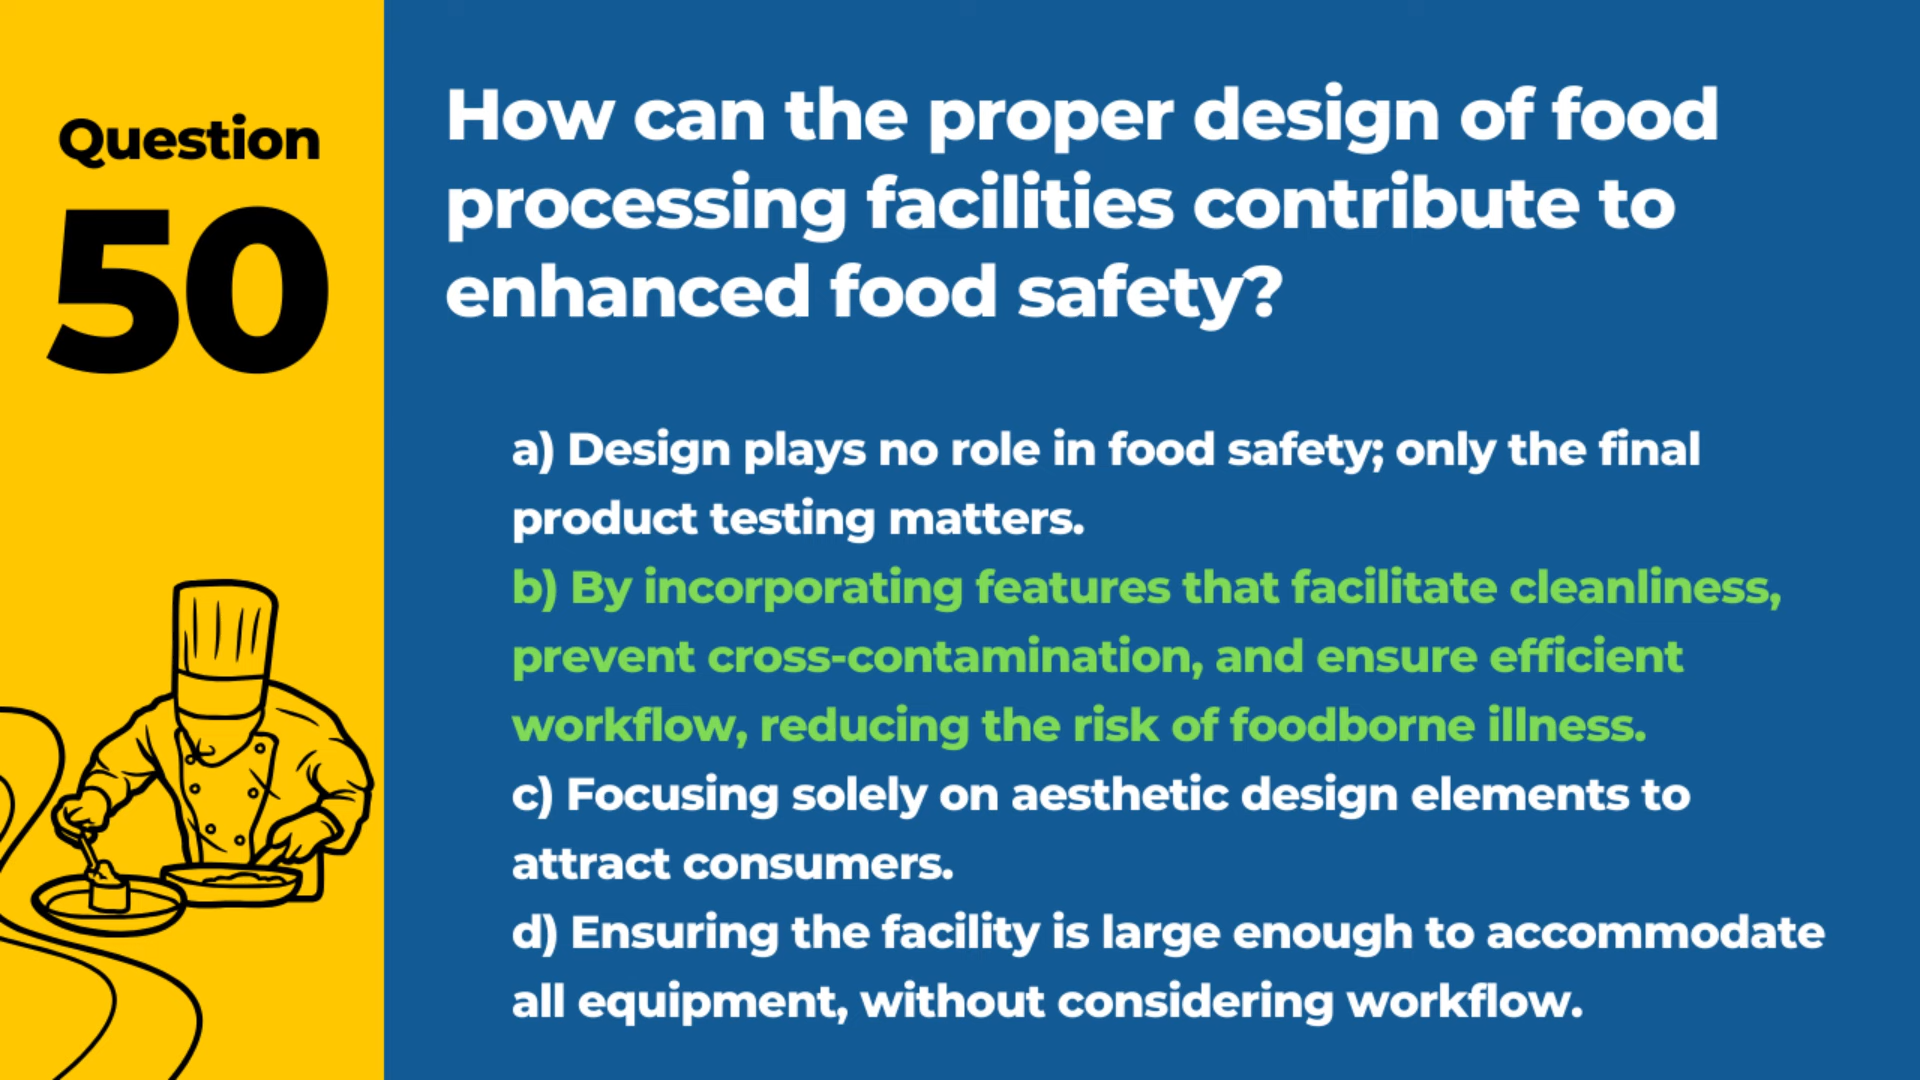 Question
50
How can the proper design of food
processing facilities contribute to
enhanced food safety?
a) Design plays no role in food safety; only the final
product testing matters.
b) By incorporating features that facilitate cleanliness,
prevent cross-contamination, and ensure efficient
workflow, reducing the risk of foodborne illness.
c) Focusing solely on aesthetic design elements to
attract consumers.
d) Ensuring the facility is large enough to accommodate
all equipment, without considering workflow.